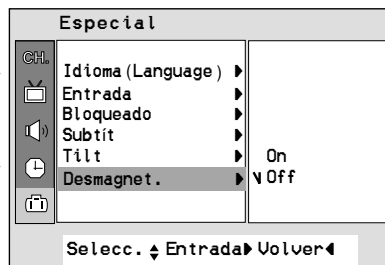 Especial
CH.
Idioma (Language) ▶
Entrada ▶
Bloqueado ▶
Subtít ▶
Tilt ▶ On
Desmagnet. ▶ Off
Selecc. Entrada▶ Volver◀